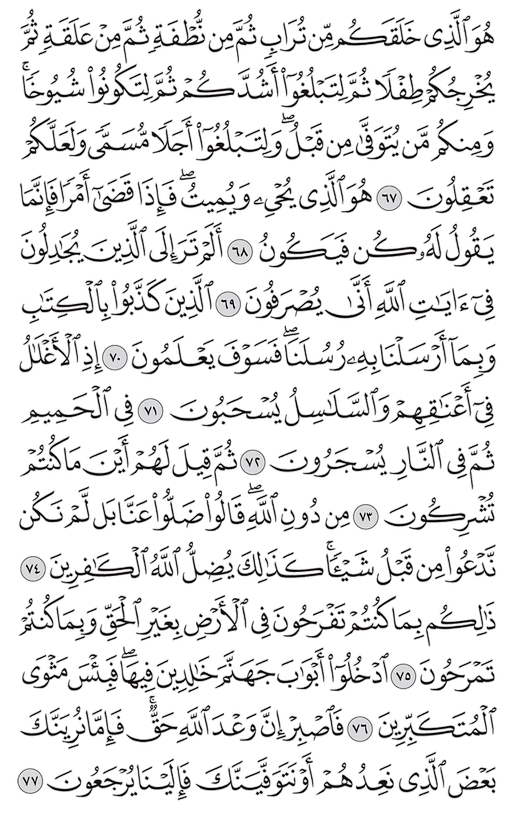 هُوَ ٱلَّذِى خَلَقَكُم مِّن تُرَابٖ ثُمَّ مِن نُّطۡفَةٖ ثُمَّ مِنۡ عَلَقَةٖ ثُمَّ
يُخۡرِجُكُمۡ طِفۡلٗا ثُمَّ لِتَبۡلُغُوٓاْ أَشُدَّكُمۡ ثُمَّ لِتَكُونُواْ شُيُوخٗاۚ
وَمِنكُم مَّن يُتَوَفَّىٰ مِن قَبۡلُۖ وَلِتَبۡلُغُوٓاْ أَجَلٗا مُّسَمّٗى وَلَعَلَّكُمۡ
تَعۡقِلُونَ ٦٧ هُوَ ٱلَّذِى يُحۡيِۦ وَيُمِيتُۖ فَإِذَا قَضَىٰٓ أَمۡرٗا فَإِنَّمَا
يَقُولُ لَهُۥ كُن فَيَكُونُ ٦٨ أَلَمۡ تَرَ إِلَى ٱلَّذِينَ يُجَٰدِلُونَ
فِىٓ ءَايَٰتِ ٱللَّهِ أَنَّىٰ يُصۡرَفُونَ ٦٩ ٱلَّذِينَ كَذَّبُواْ بِٱلۡكِتَٰبِ
وَبِمَآ أَرۡسَلۡنَا بِهِۦ رُسُلَنَاۖ فَسَوۡفَ يَعۡلَمُونَ ٧٠ إِذِ ٱلۡأَغۡلَٰلُ
فِىٓ أَعۡنَٰقِهِمۡ وَٱلسَّلَٰسِلُ يُسۡحَبُونَ ٧١ فِى ٱلۡحَمِيمِ
ثُمَّ فِى ٱلنَّارِ يُسۡجَرُونَ ٧٢ ثُمَّ قِيلَ لَهُمۡ أَيۡنَ مَا كُنتُمۡ
تُشۡرِكُونَ ٧٣ مِن دُونِ ٱللَّهِۖ قَالُواْ ضَلُّواْ عَنَّا بَل لَّمۡ نَكُن
نَّدۡعُواْ مِن قَبۡلُ شَيۡـٔٗاۚ كَذَٰلِكَ يُضِلُّ ٱللَّهُ ٱلۡكَٰفِرِينَ ٧٤
ذَٰلِكُم بِمَا كُنتُمۡ تَفۡرَحُونَ فِى ٱلۡأَرۡضِ بِغَيۡرِ ٱلۡحَقِّ وَبِمَا كُنتُمۡ
تَمۡرَحُونَ ٧٥ ٱدۡخُلُوٓاْ أَبۡوَٰبَ جَهَنَّمَ خَٰلِدِينَ فِيهَاۖ فَبِئۡسَ مَثۡوَى
ٱلۡمُتَكَبِّرِينَ ٧٦ فَٱصۡبِرۡ إِنَّ وَعۡدَ ٱللَّهِ حَقّٞۚ فَإِمَّا نُرِيَنَّكَ
بَعۡضَ ٱلَّذِى نَعِدُهُمۡ أَوۡ نَتَوَفَّيَنَّكَ فَإِلَيۡنَا يُرۡجَعُونَ ٧٧